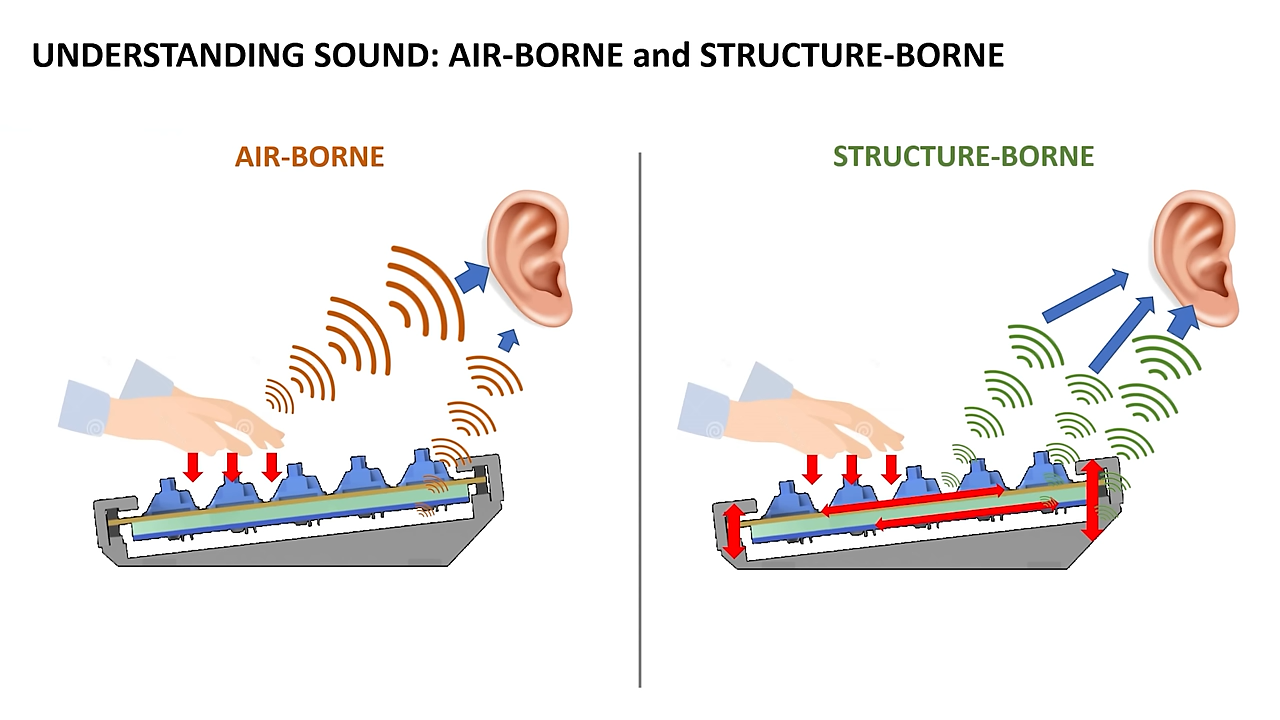 UNDERSTANDING SOUND: AIR-BORNE and STRUCTURE-BORNE
AIR-BORNE
STRUCTURE-BORNE